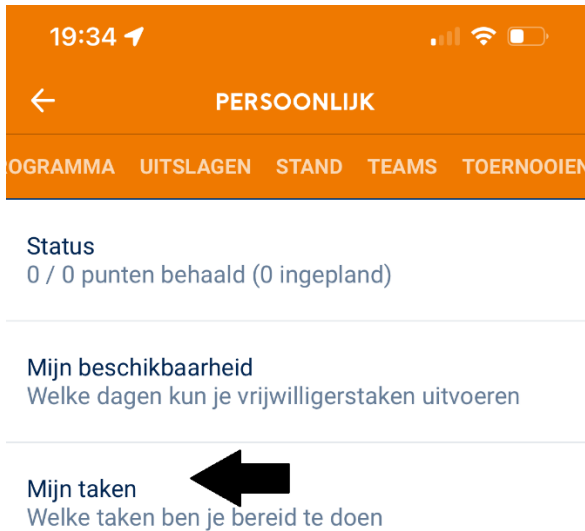 19:34
PERSOONLIJK
OGRAMMA UITSLAGEN STAND TEAMS TOERNOOIEN
Status
0 / 0 punten behaald (0 ingepland)
Mijn beschikbaarheid
Welke dagen kun je vrijwilligerstaken uitvoeren
Mijn taken
Welke taken ben je bereid te doen